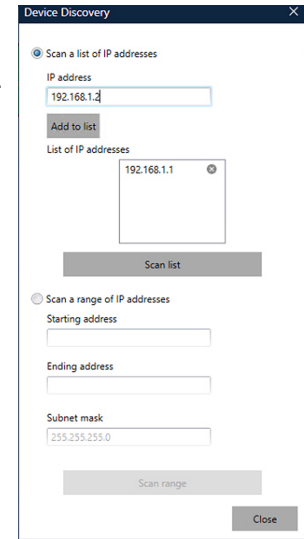 Device Discovery
Scan a list of IP addresses
IP address
192.168.1.2
Add to list
List of IP addresses
192.168.1.1
Scan list
Scan a range of IP addresses
Starting address
Ending address
Subnet mask
255.255.255.0
Scan range
Close